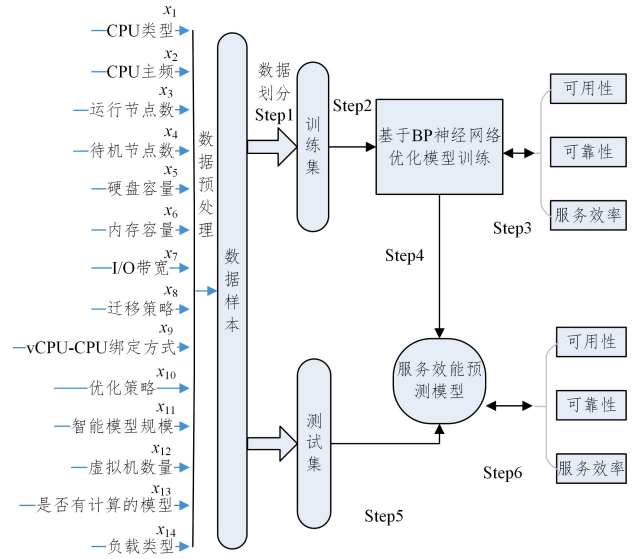 x1
CPU类型
x2
CPU主频
x3
运行节点数
x4
待机节点数
x5
硬盘容量
x6
内存容量
x7
I/O带宽
x8
迁移策略
x9
vCPU-CPU绑定方式
x10
优化策略
x11
智能模型规模
x12
虚拟机数量
x13
是否有计算的模型
x14
负载类型
数据预处理
数据样本
数据
划分
Step1
训练集
Step2
基于BP神经网络
优化模型训练
Step3
可用性
可靠性
服务效率
Step4
测试集
Step5
服务效能预
测模型
Step6
可用性
可靠性
服务效率